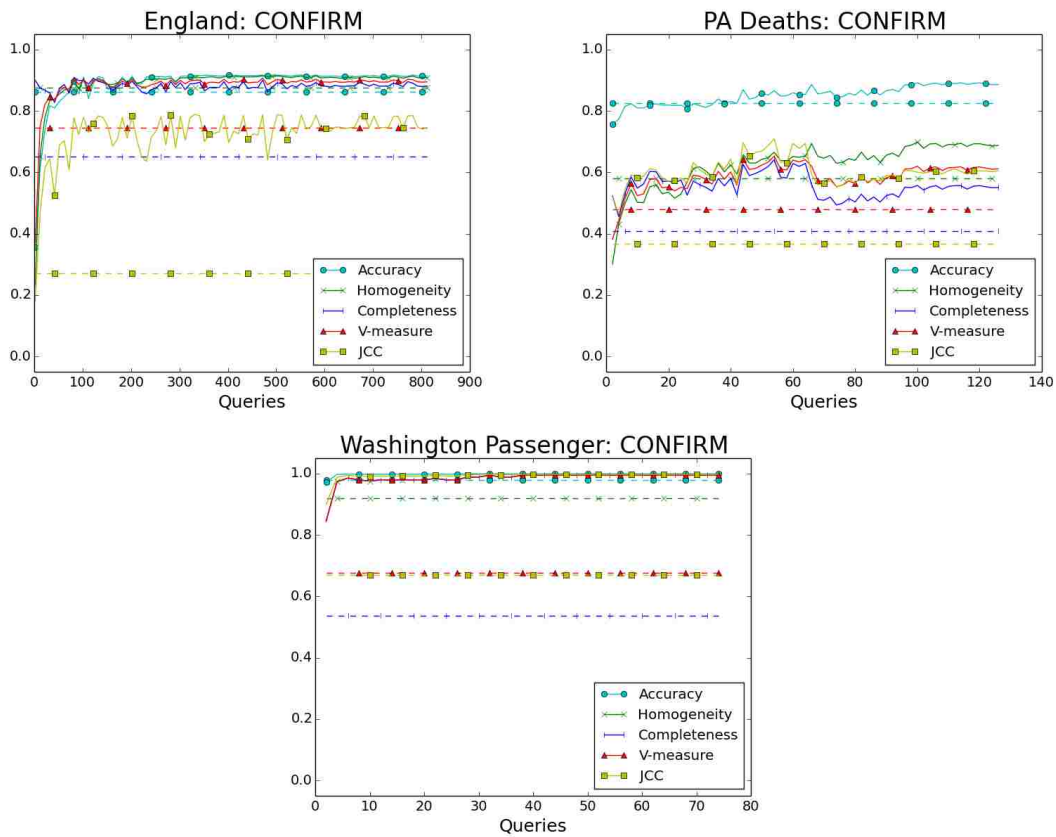 England: CONFIRM
1.0
0.8
0.6
0.4
0.2
0.0
0 100 200 300 400 500 600 700 800 900
Queries
Accuracy
Homogeneity
Completeness
V-measure
JCC
PA Deaths: CONFIRM
1.0
0.8
0.6
0.4
0.2
0.0
0 20 40 60 80 100 120 140
Queries
Accuracy
Homogeneity
Completeness
V-measure
JCC
Washington Passenger: CONFIRM
1.0
0.8
0.6
0.4
0.2
0.0
0 10 20 30 40 50 60 70 80
Queries
Accuracy
Homogeneity
Completeness
V-measure
JCC